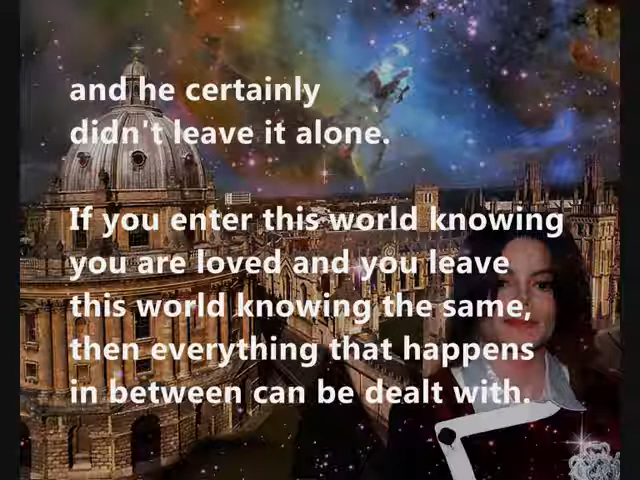 and he certainly
didn't leave it alone.
If you enter this world knowing
you are loved and you leave
this world knowing the same,
then everything that happens
in between can be dealt with.